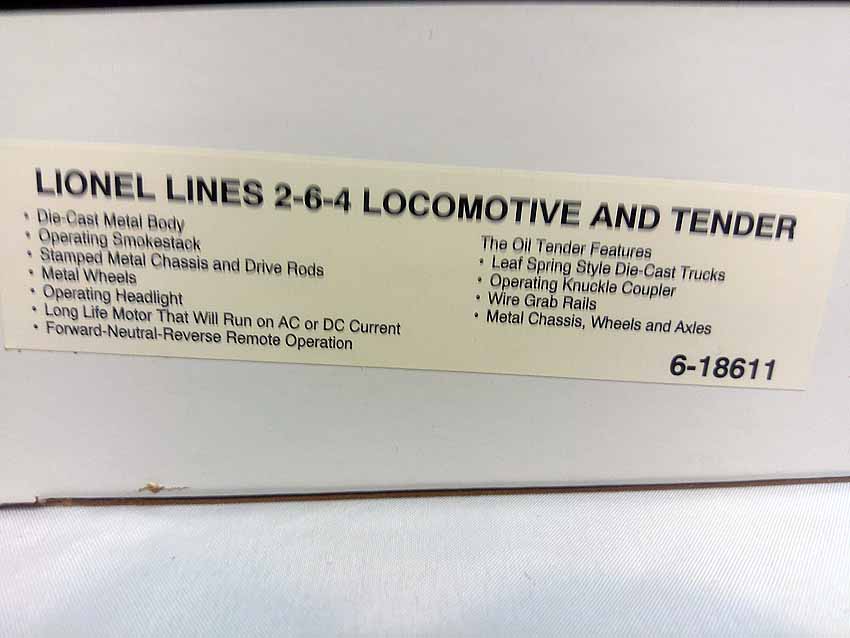 LIONEL LINES 2-6-4 LOCOMOTIVE AND TENDER
• Die-Cast Metal Body
• Operating Smokestack
• Stamped Metal Chassis and Drive Rods
• Metal Wheels
• Operating Headlight
• Long Life Motor That Will Run on AC or DC Current
• Forward-Neutral-Reverse Remote Operation
The Oil Tender Features
• Leaf Spring Style Die-Cast Trucks
• Operating Knuckle Coupler
• Wire Grab Rails
• Metal Chassis, Wheels and Axles
6-18611